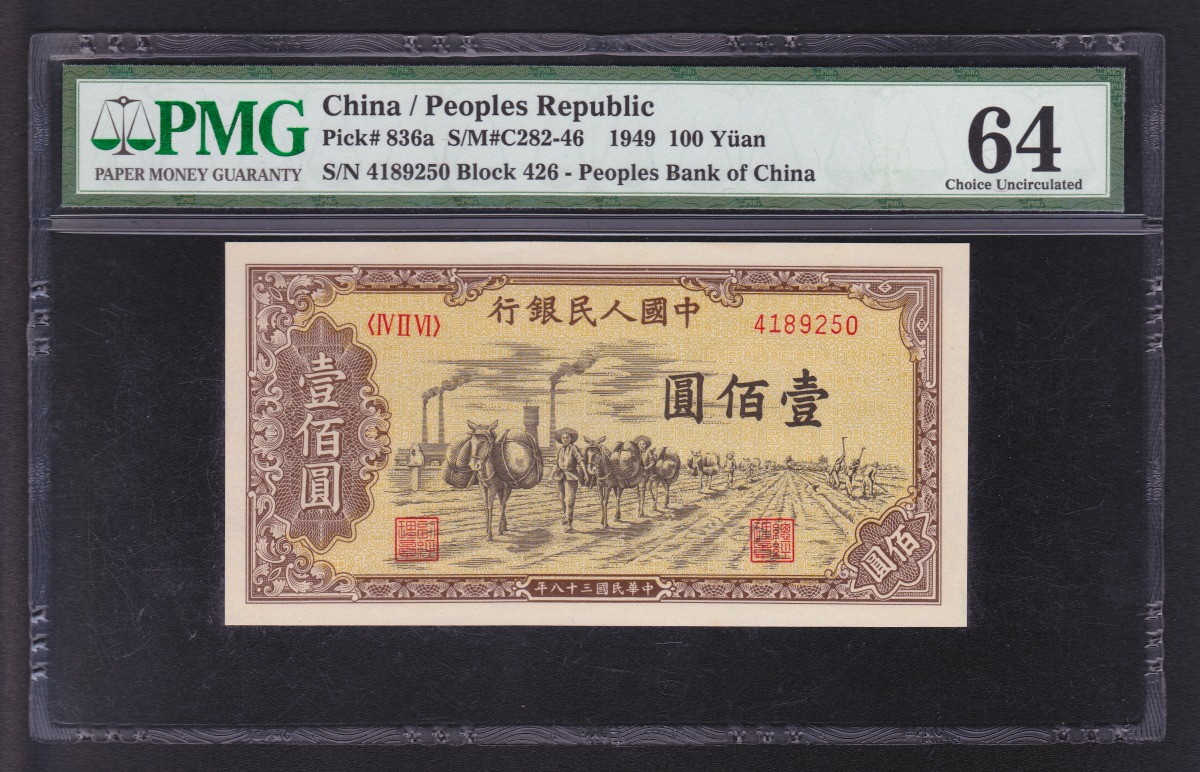 PMG
PAPER MONEY GUARANTY
China / Peoples Republic
Pick# 836a S/M#C282-46 1949 100 Yüan
S/N 4189250 Block 426 - Peoples Bank of China
64
Choice Uncirculated
行銀民人國中
〈IV II VI〉
4189250
圓佰壹
壹佰圓
佰圓
年八十三國民華中